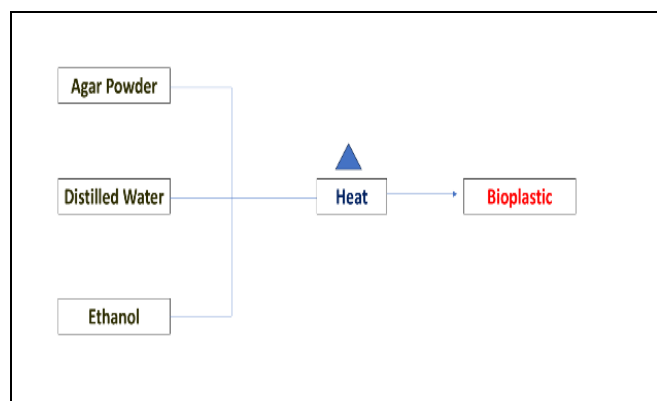 Agar Powder
Distilled Water
Heat
Bioplastic
Ethanol